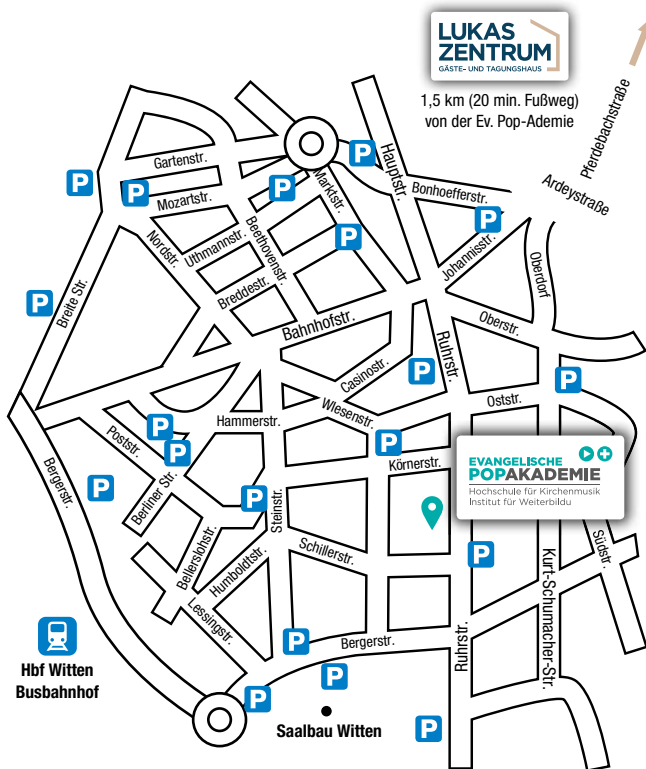 LUKAS
ZENTRUM
GÄSTE- UND TAGUNGSHAUS
1,5 km (20 min. Fußweg)
von der Ev. Pop-Ademie
Pferdebachstraße
Ardeystraße
P
Gartenstr.
P
P
Mozartstr.
P
Marktstr.
Hauptstr.
Bonhoefferstr.
P
P
Nordstr.
Uthmannstr.
Beethovenstr.
Breddestr.
Johannisstr.
Oberdorf
P
Breite Str.
Bahnhofstr.
Ruhrstr.
Oberstr.
Casinostr.
P
P
Wiesenstr.
Oststr.
Hammerstr.
P
P
P
Poststr.
Körnerstr.
Bergerstr.
P
Berliner Str.
P
Steinstr.
EVANGELISCHE
POPAKADEMIE
Hochschule für Kirchenmusik
Institut für Weiterbildu
Bellerslohstr.
Humboldtstr.
Schillerstr.
P
Südstr.
Kurt-Schumacher-Str.
Lessingstr.
Hbf Witten
Busbahnhof
P
Bergerstr.
Ruhrstr.
P
P
Saalbau Witten
P